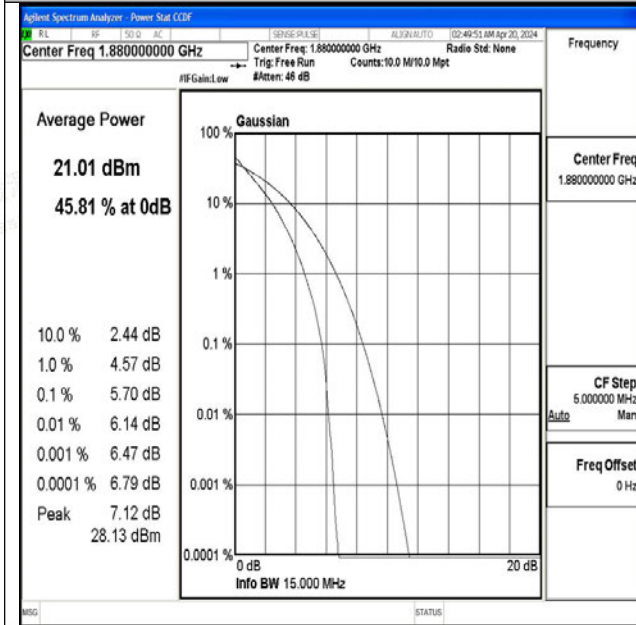 Agilent Spectrum Analyzer - Power Stat CCDF
RL RF 50 Ω AC SENSE:PULSE ALIGNAUTO 02:49:51 AM Apr 20, 2024
Center Freq 1.880000000 GHz
Center Freq: 1.880000000 GHz Radio Std: None
Trig: Free Run Counts:10.0 M/10.0 Mpt
#IFGain:Low #Atten: 46 dB
Frequency
Average Power
21.01 dBm
45.81 % at 0dB
10.0 % 2.44 dB
1.0 % 4.57 dB
0.1 % 5.70 dB
0.01 % 6.14 dB
0.001 % 6.47 dB
0.0001 % 6.79 dB
Peak 7.12 dB
28.13 dBm
Gaussian
100 %
10 %
1 %
0.1 %
0.01 %
0.001 %
0.0001 %
0 dB 20 dB
Info BW 15.000 MHz
Center Freq
1.880000000 GHz
CF Step
5.000000 MHz
Auto Man
Freq Offset
0 Hz
MSG STATUS